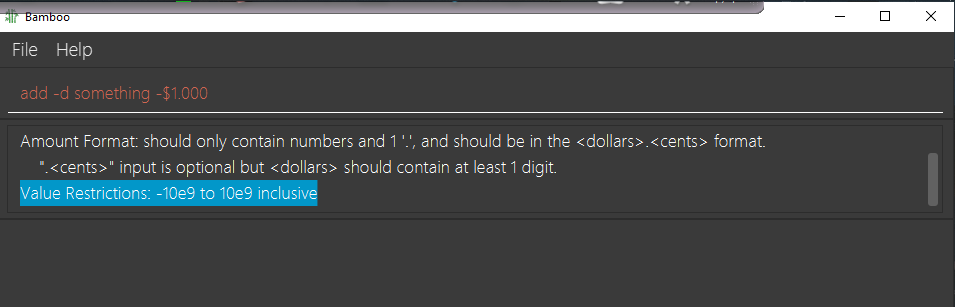 Bamboo
File Help
add -d something -$1.000
Amount Format: should only contain numbers and 1 '.', and should be in the <dollars>.<cents> format.
".<cents>" input is optional but <dollars> should contain at least 1 digit.
Value Restrictions: -10e9 to 10e9 inclusive